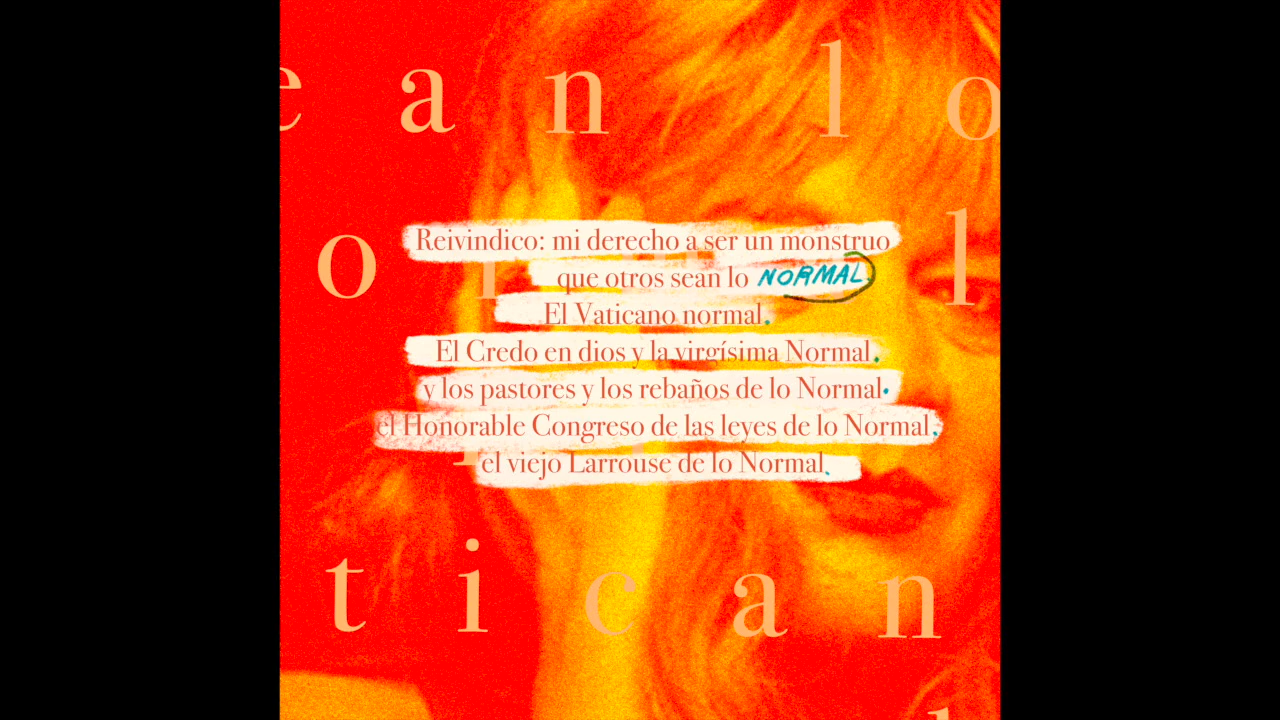 e a n l o
o r l
Reivindico: mi derecho a ser un monstruo
que otros sean lo NORMAL
El Vaticano normal.
El Credo en dios y la virgísima Normal.
y los pastores y los rebaños de lo Normal.
el Honorable Congreso de las leyes de lo Normal.
el viejo Larrouse de lo Normal.
t i c a n